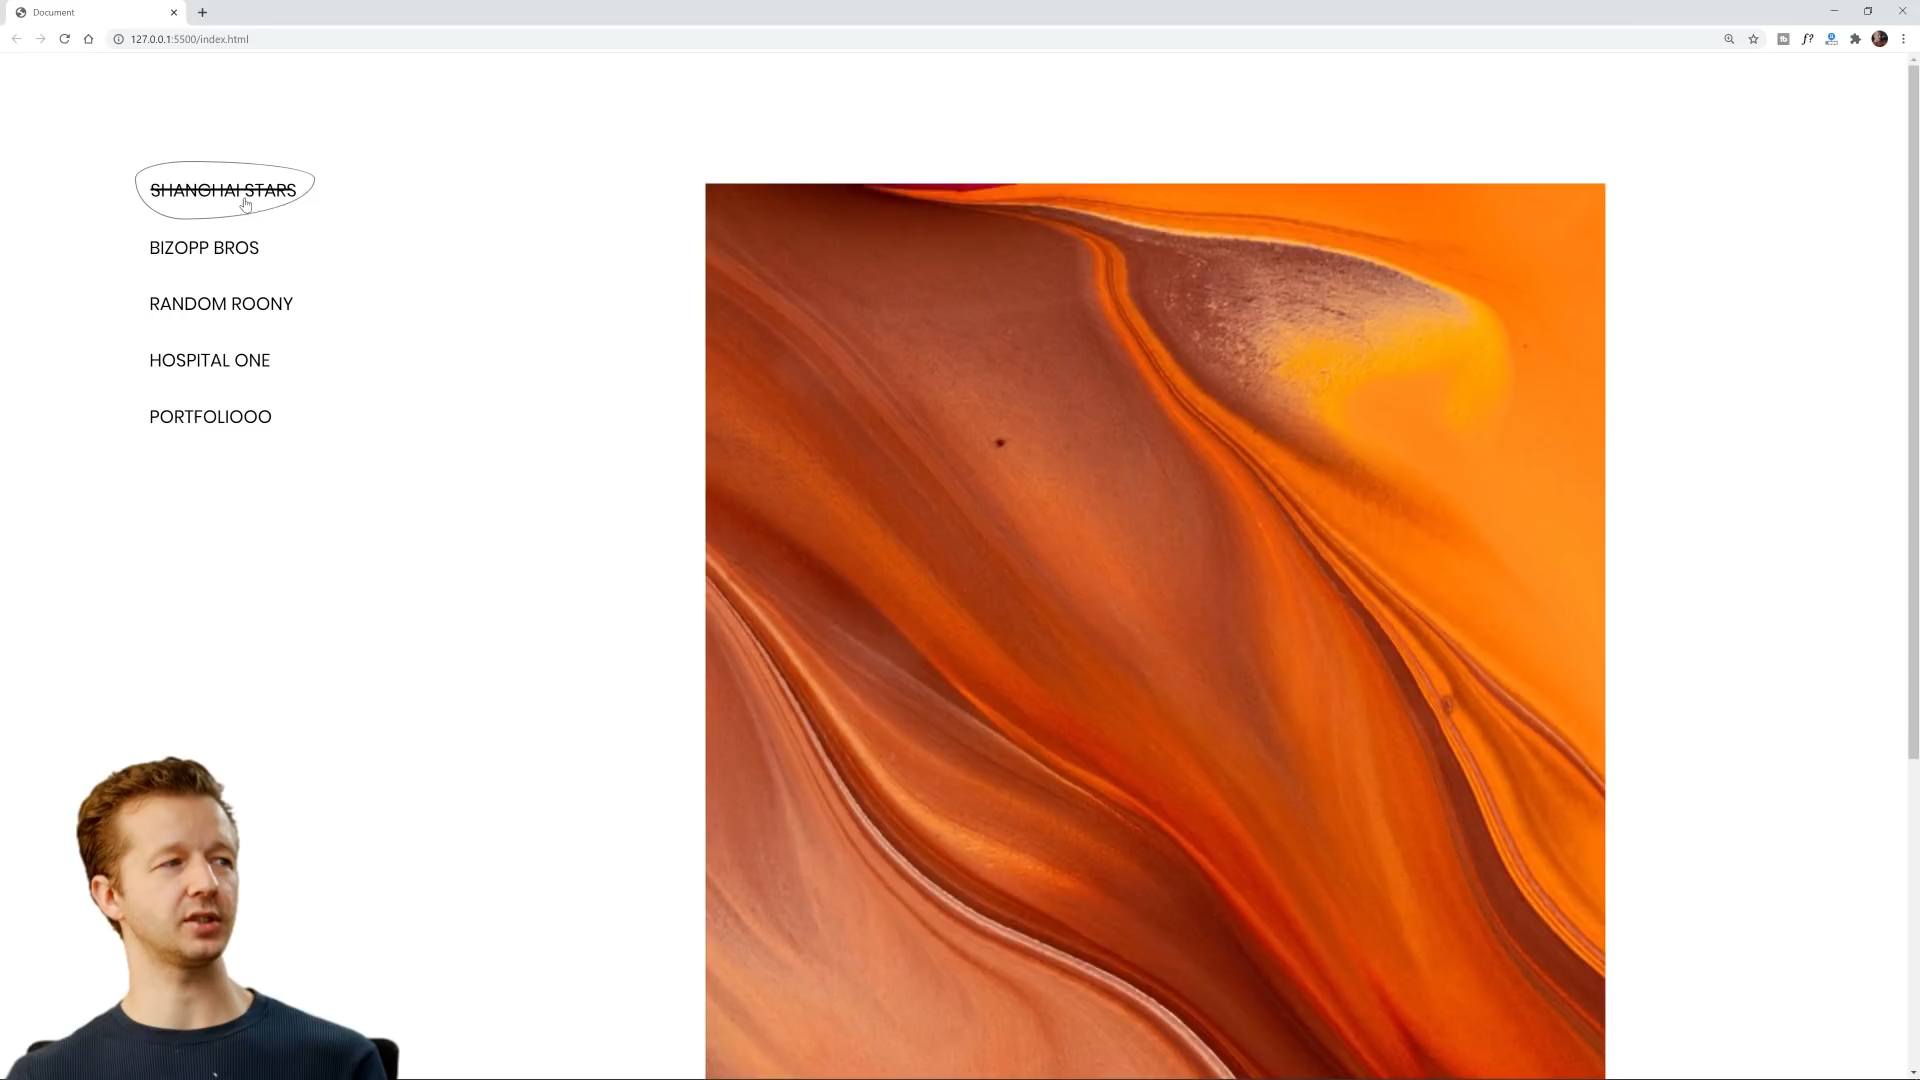 Document
127.0.0.1:5500/index.html
f?
SHANGHAI STARS
BIZOPP BROS
RANDOM ROONY
HOSPITAL ONE
PORTFOLIOOO